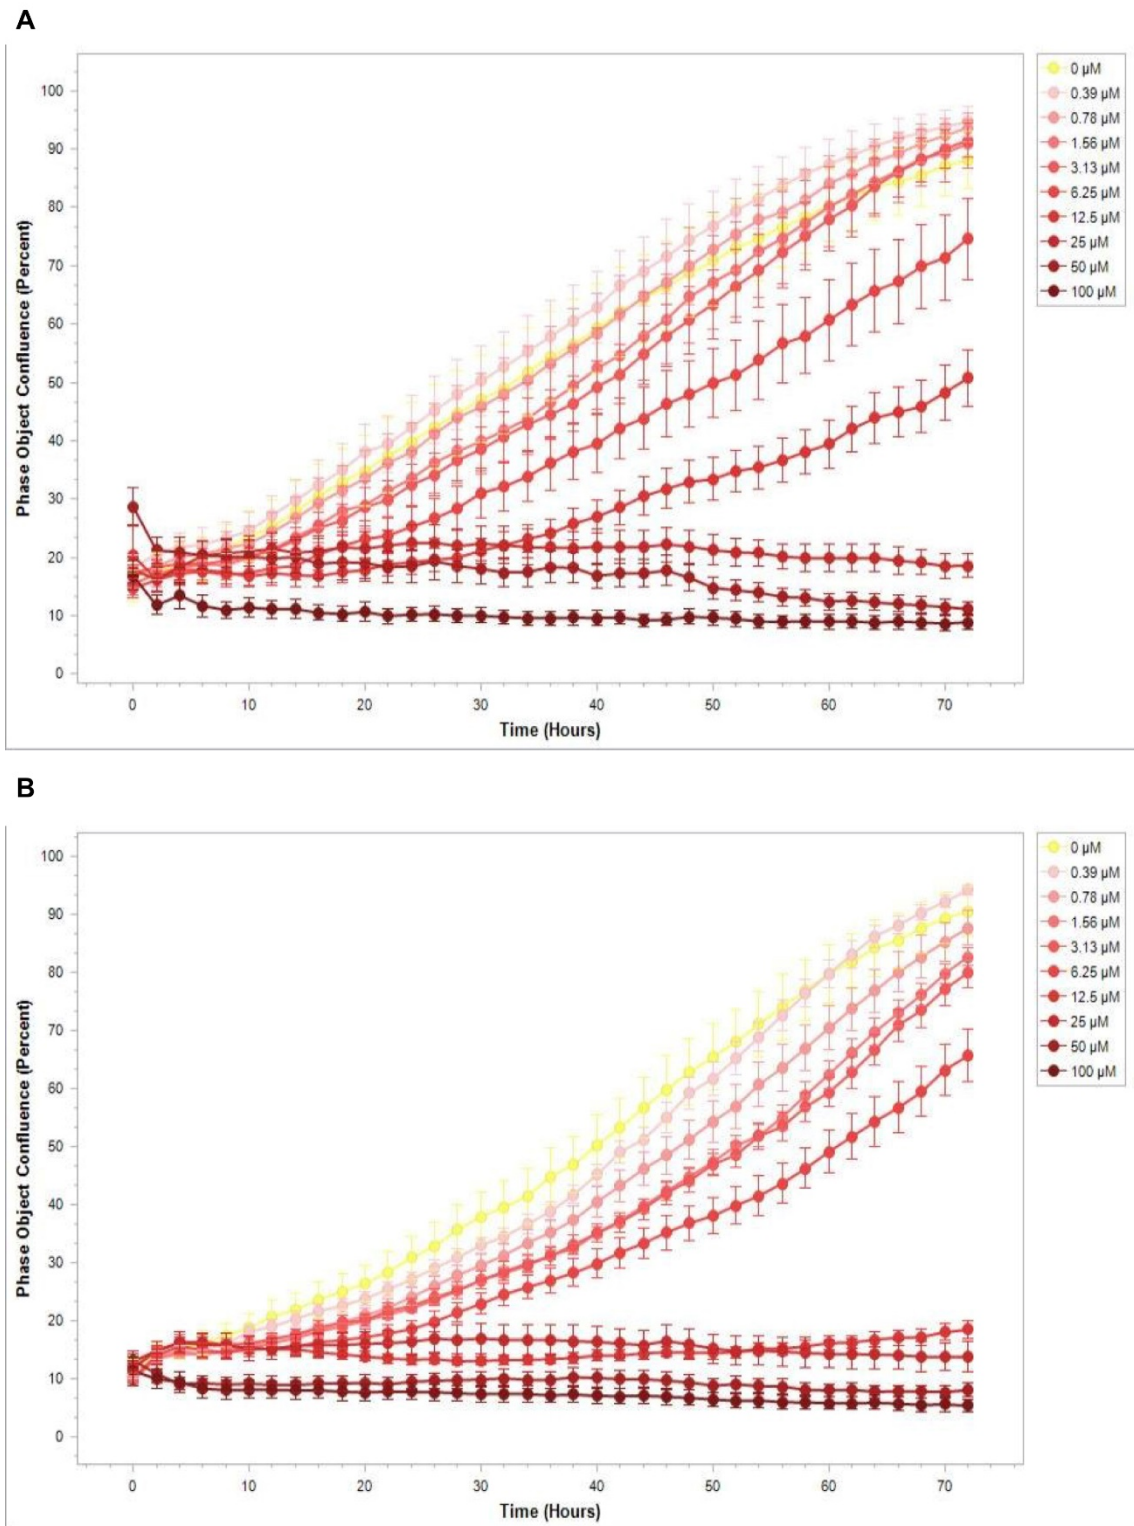 A
100
90
80
70
60
50
40
30
20
10
0
Phase Object Confluence (Percent)
0 10 20 30 40 50 60 70
Time (Hours)
0 µM
0.39 µM
0.78 µM
1.56 µM
3.13 µM
6.25 µM
12.5 µM
25 µM
50 µM
100 µM
B
100
90
80
70
60
50
40
30
20
10
0
Phase Object Confluence (Percent)
0 10 20 30 40 50 60 70
Time (Hours)
0 µM
0.39 µM
0.78 µM
1.56 µM
3.13 µM
6.25 µM
12.5 µM
25 µM
50 µM
100 µM